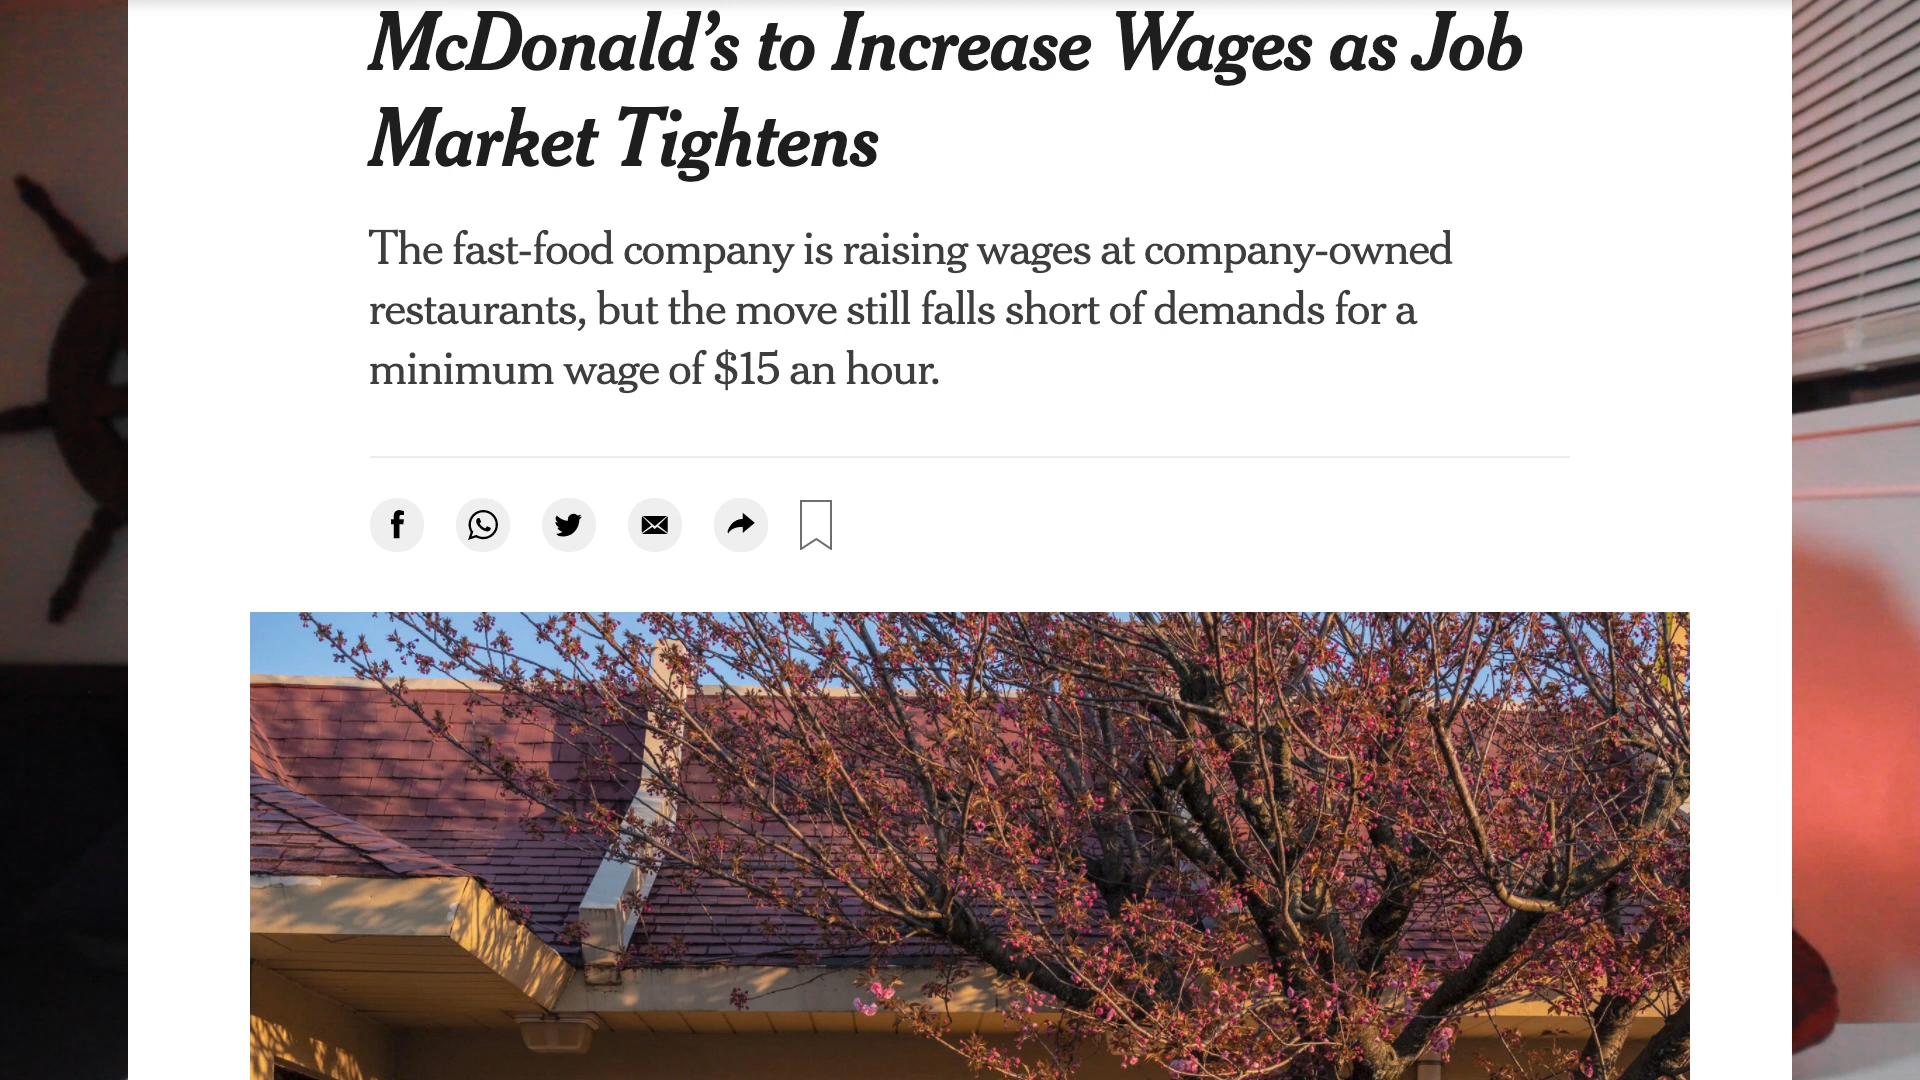 McDonald’s to Increase Wages as Job
Market Tightens
The fast-food company is raising wages at company-owned
restaurants, but the move still falls short of demands for a
minimum wage of $15 an hour.